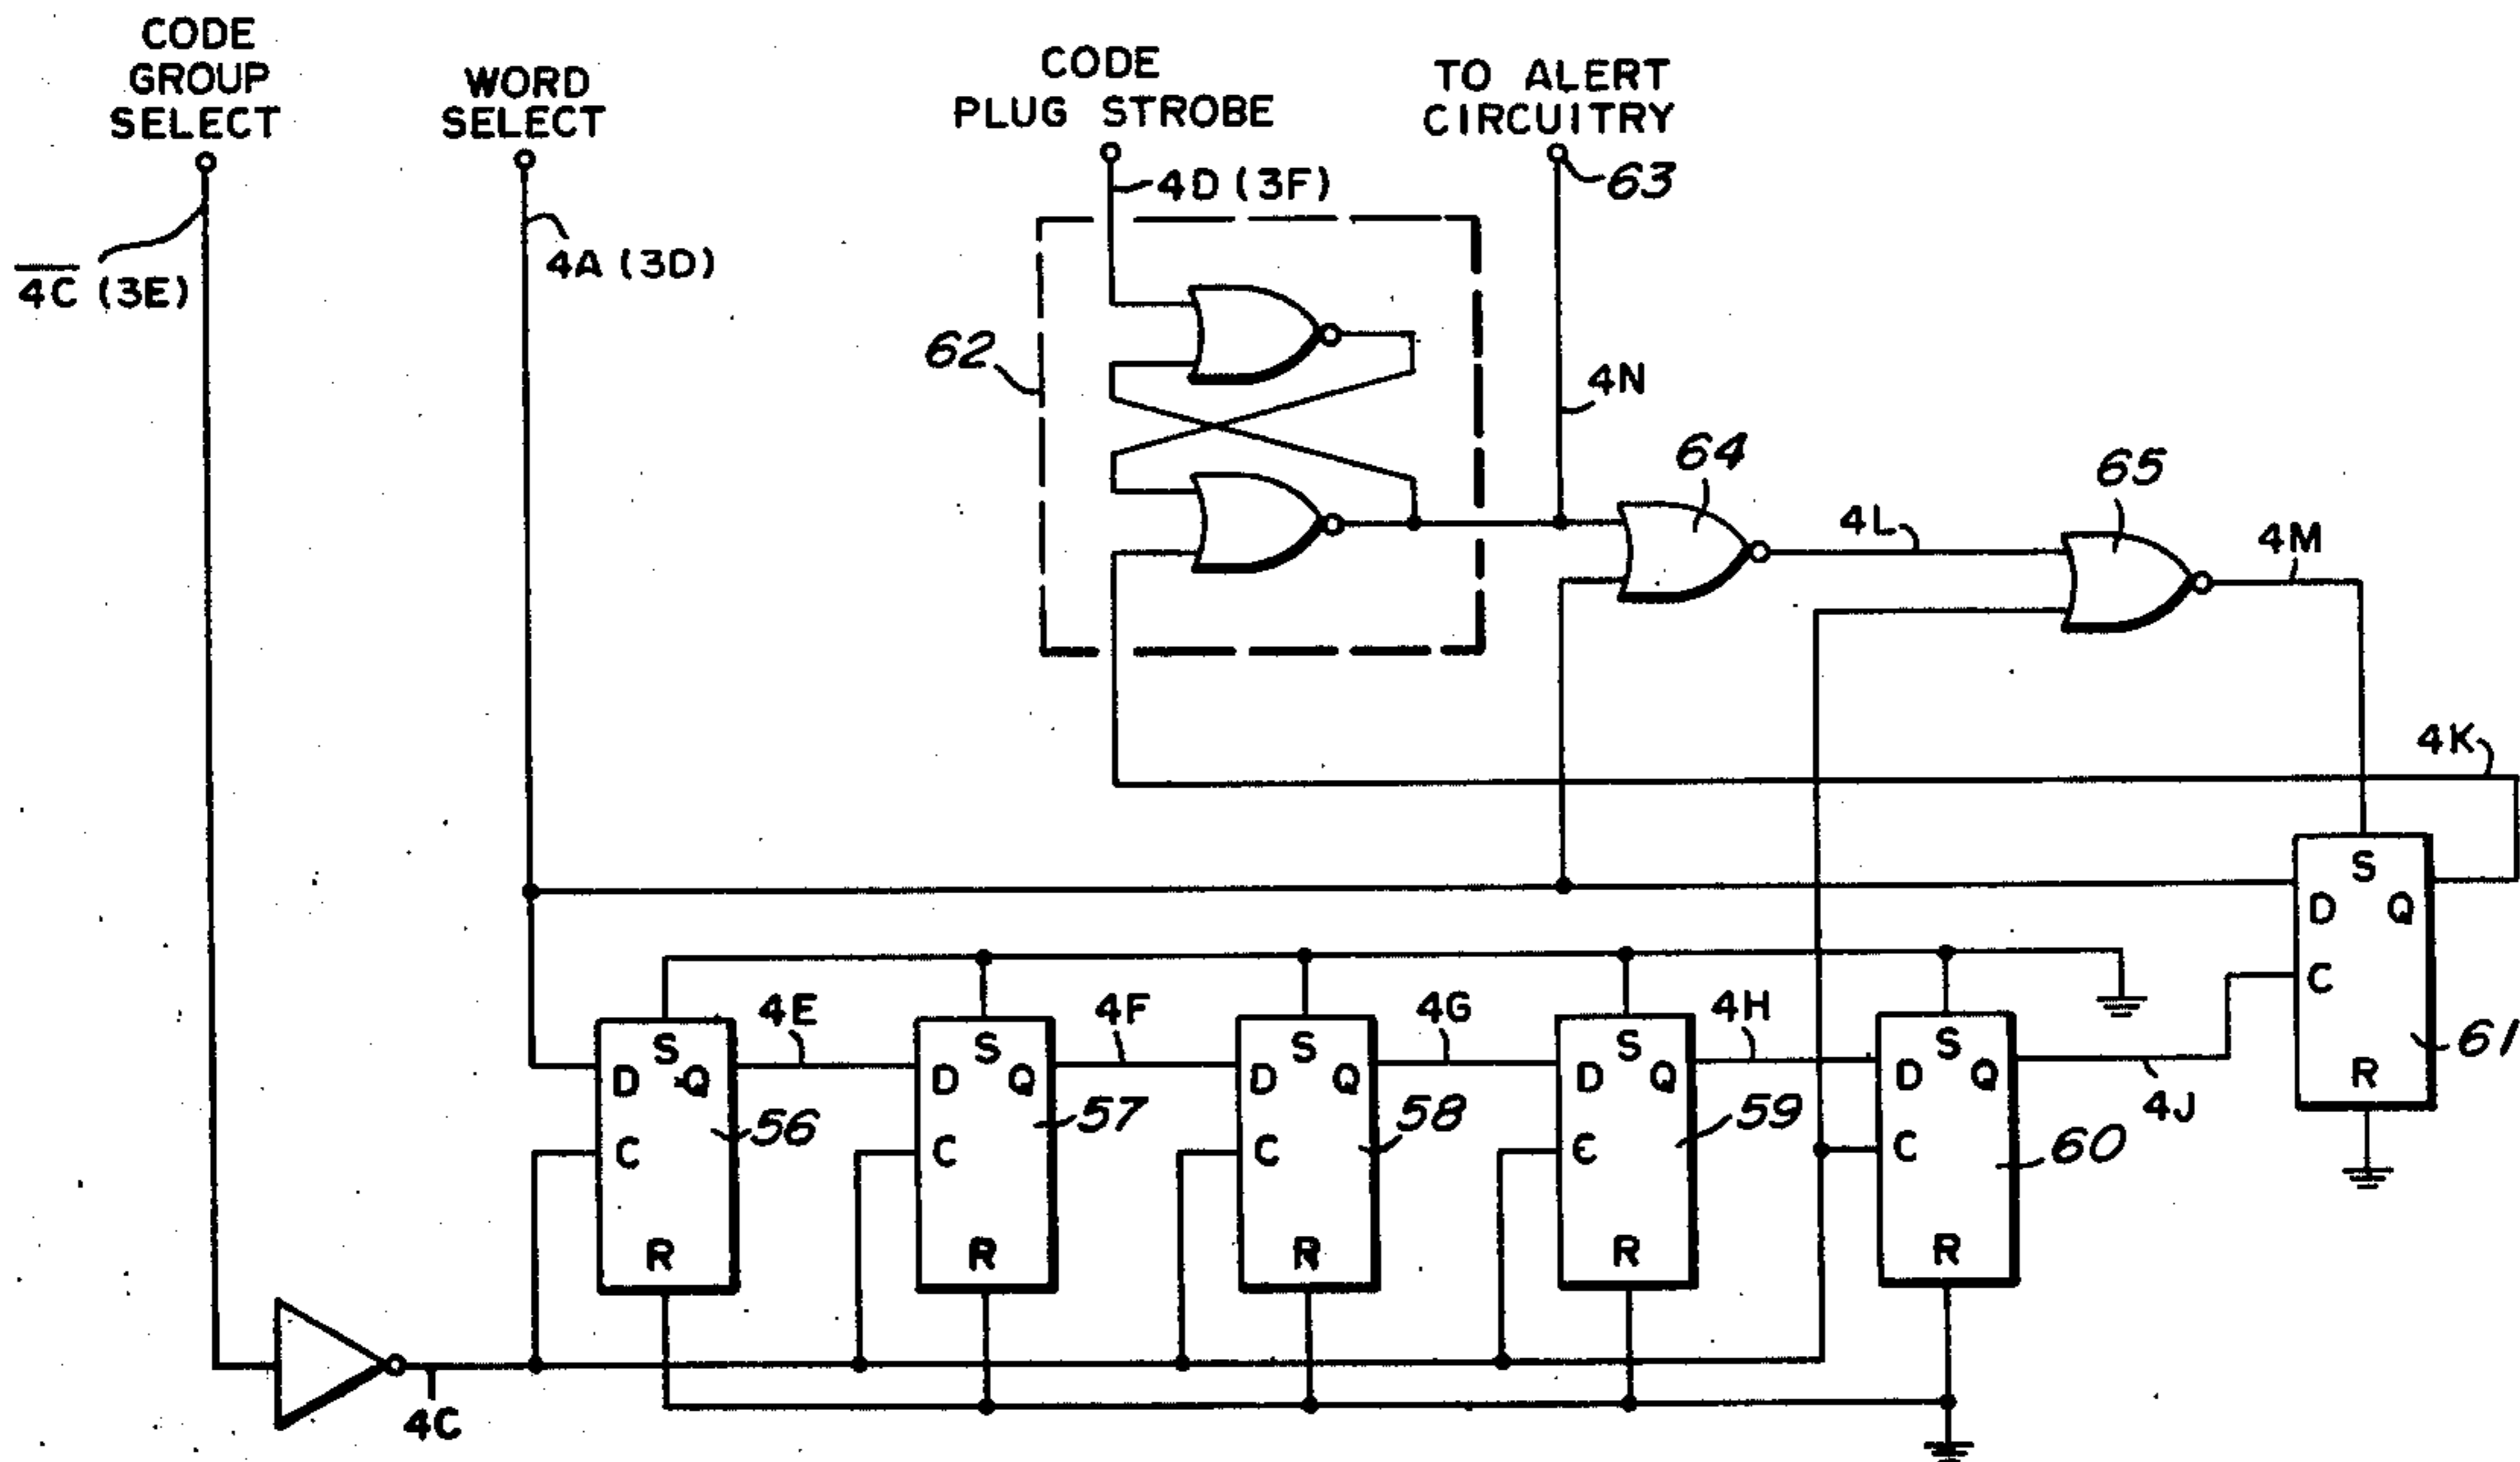 CODE
GROUP
SELECT
WORD
SELECT
CODE
PLUG STROBE
TO ALERT
CIRCUITRY
4D (3F)
63
4A (3D)
4C (3E)
62
4N
64
65
4L
4M
4K
S
D Q
C
R
61
4E
4F
4G
4H
4J
S
D Q
C
R
56
S
D Q
C
R
57
S
D Q
C
R
58
S
D Q
C
R
59
S
D Q
C
R
60
4C